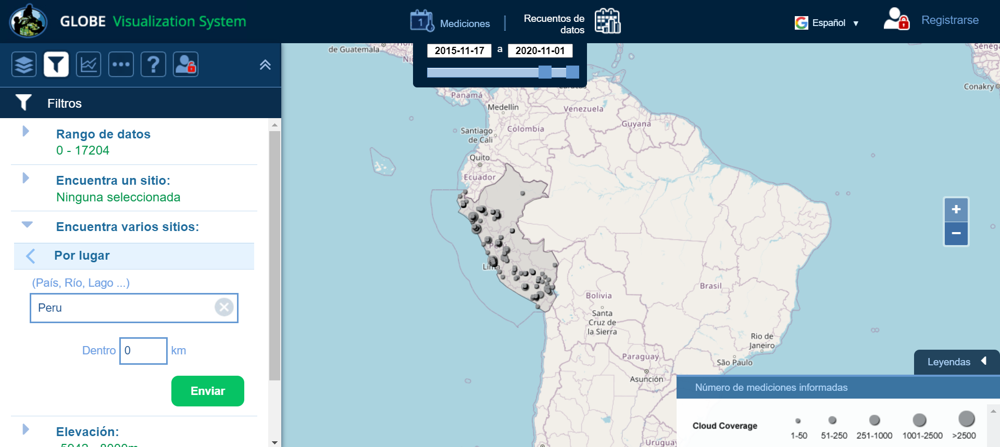 GLOBE Visualization System
1
Mediciones
Recuentos de
datos
Español ▼
Registrarse
2015-11-17 a 2020-11-01
Filtros
Rango de datos
0 - 17204
Encuentra un sitio:
Ninguna seleccionada
Encuentra varios sitios:
Por lugar
(País, Río, Lago ...)
Peru
Dentro 0 km
Enviar
Elevación:
de Guatemala
Panamá
Medellín
Venezuela
Guyana
Santiago
de Cali
Colombia
Quito
Ecuador
Lima
Brasil
Bolivia
Santa
Cruz de
la Sierra
Rio de
Janeiro
São Paulo
Paraguay
Asunción
Uruguay
Conakry
+
−
Leyendas
Número de mediciones informadas
Cloud Coverage
1-50 51-250 251-1000 1001-2500 >2500